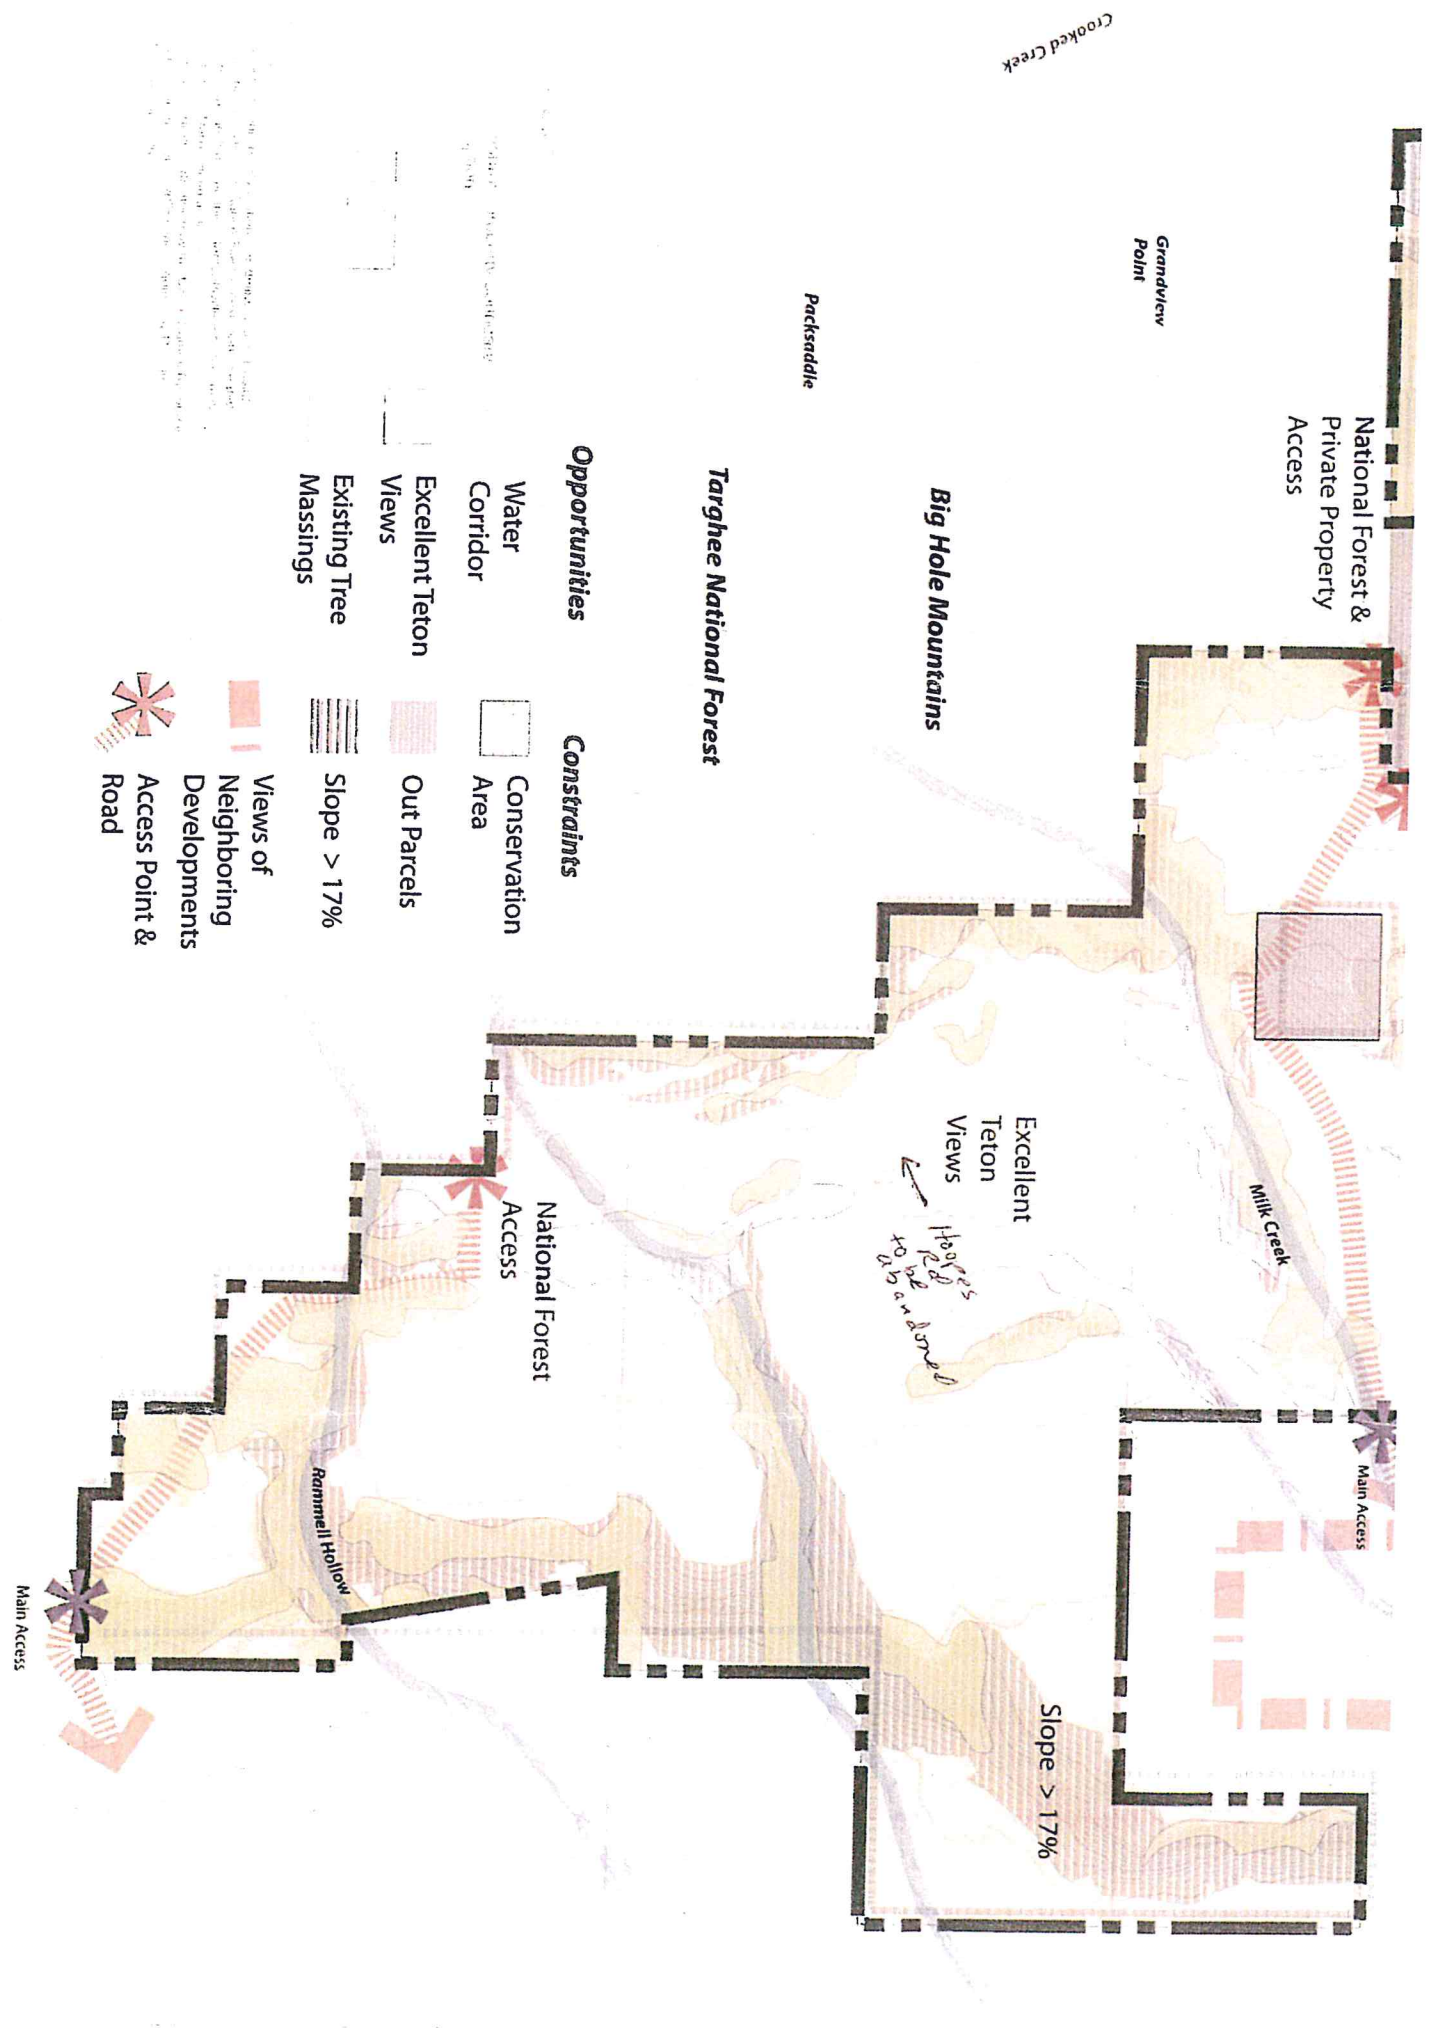 Crooked Creek
Grandview
Point
Packsaddle
National Forest &
Private Property
Access
Big Hole Mountains
Targhee National Forest
Opportunities
Water
Corridor
Excellent Teton
Views
Existing Tree
Massings
Constraints
Conservation
Area
Out Parcels
Slope > 17%
Views of
Neighboring
Developments
Access Point &
Road
Excellent
Teton
Views
Hoopes
Rd
to be
abandoned
Milk Creek
National Forest
Access
Main Access
Rammell Hollow
Main Access
Slope > 17%